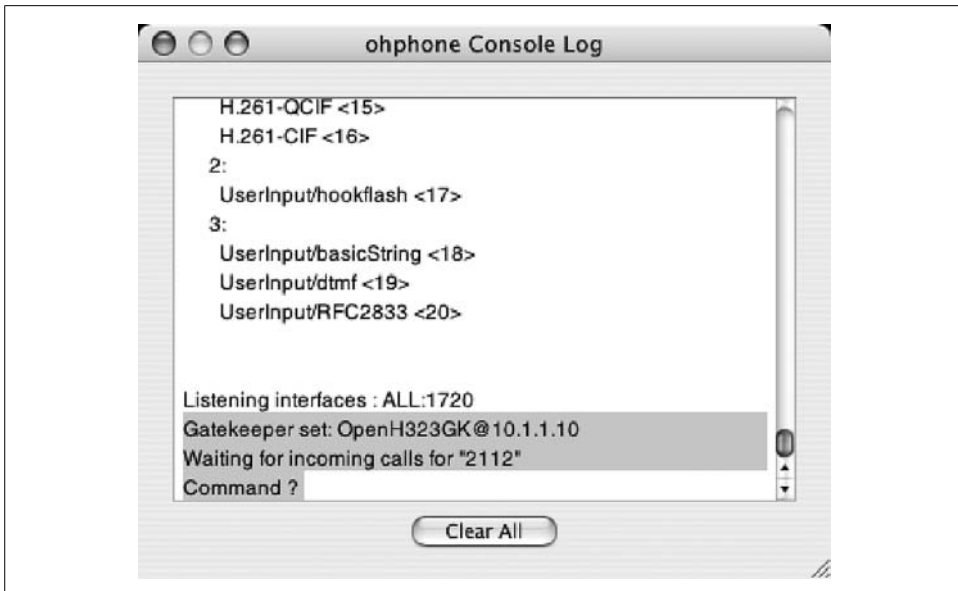 ohphone Console Log
H.261-QCIF <15>
H.261-CIF <16>
2:
UserInput/hookflash <17>
3:
UserInput/basicString <18>
UserInput/dtmf <19>
UserInput/RFC2833 <20>
Listening interfaces : ALL:1720
Gatekeeper set: OpenH323GK@10.1.1.10
Waiting for incoming calls for "2112"
Command ?
Clear All